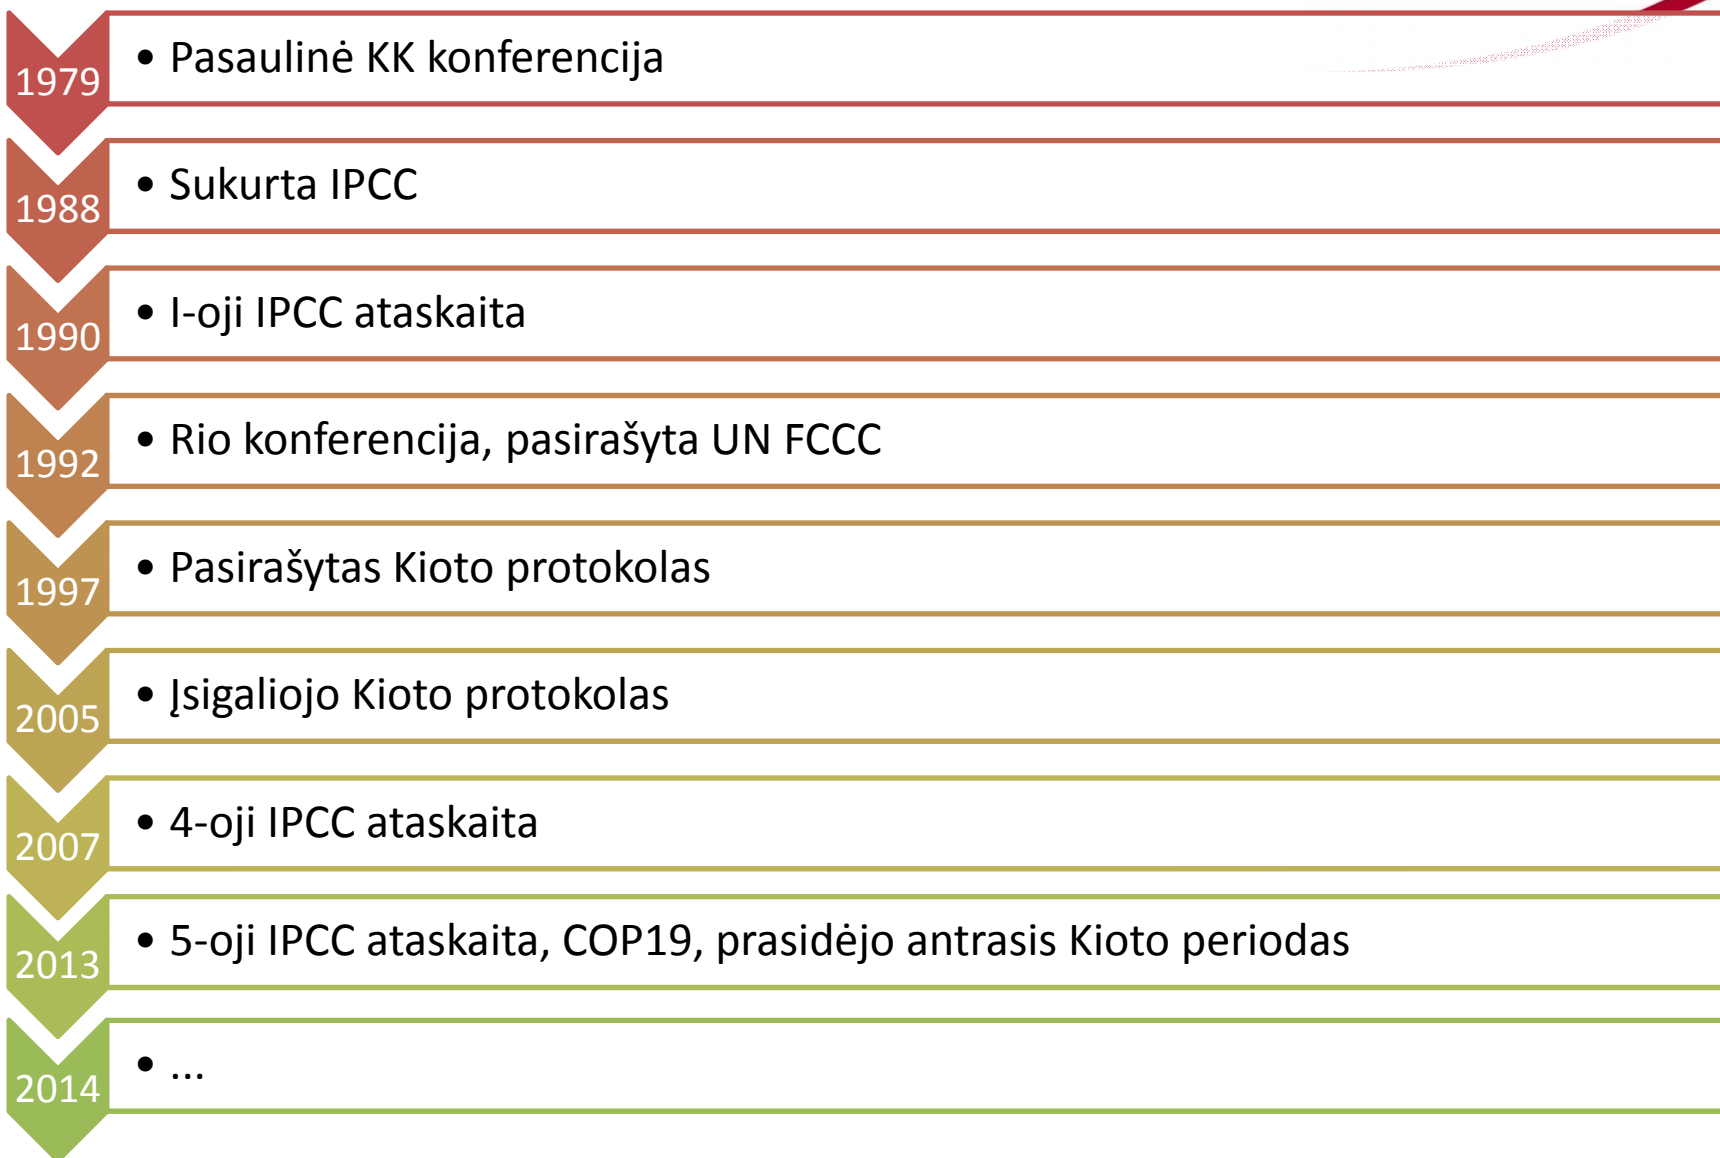 1979
• Pasaulinė KK konferencija
1988
• Sukurta IPCC
1990
• I-oji IPCC ataskaita
1992
• Rio konferencija, pasirašyta UN FCCC
1997
• Pasirašytas Kioto protokolas
2005
• Įsigaliojo Kioto protokolas
2007
• 4-oji IPCC ataskaita
2013
• 5-oji IPCC ataskaita, COP19, prasidėjo antrasis Kioto periodas
2014
• ...